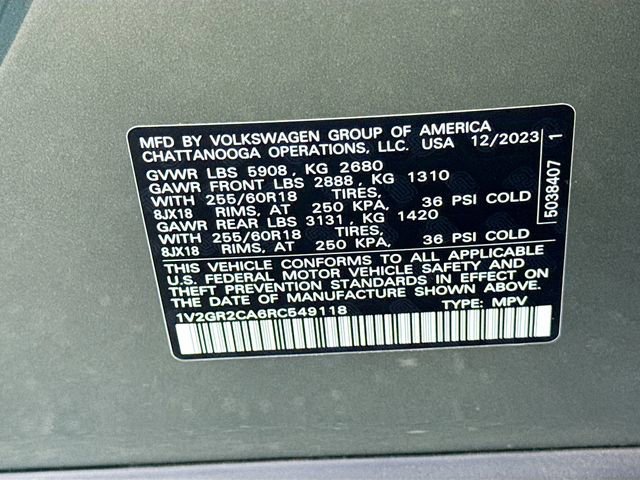 MFD BY VOLKSWAGEN GROUP OF AMERICA
CHATTANOOGA OPERATIONS, LLC. USA 12/2023
GVWR LBS 5908, KG 2680
GAWR FRONT LBS 2888, KG 1310
WITH 255/60R18 TIRES,
8JX18 RIMS, AT 250 KPA, 36 PSI COLD
GAWR REAR LBS 3131, KG 1420
WITH 255/60R18 TIRES,
8JX18 RIMS, AT 250 KPA, 36 PSI COLD
THIS VEHICLE CONFORMS TO ALL APPLICABLE
U.S. FEDERAL MOTOR VEHICLE SAFETY AND
THEFT PREVENTION STANDARDS IN EFFECT ON
THE DATE OF MANUFACTURE SHOWN ABOVE.
1V2GR2CA6RC549118 TYPE: MPV
5038407 1